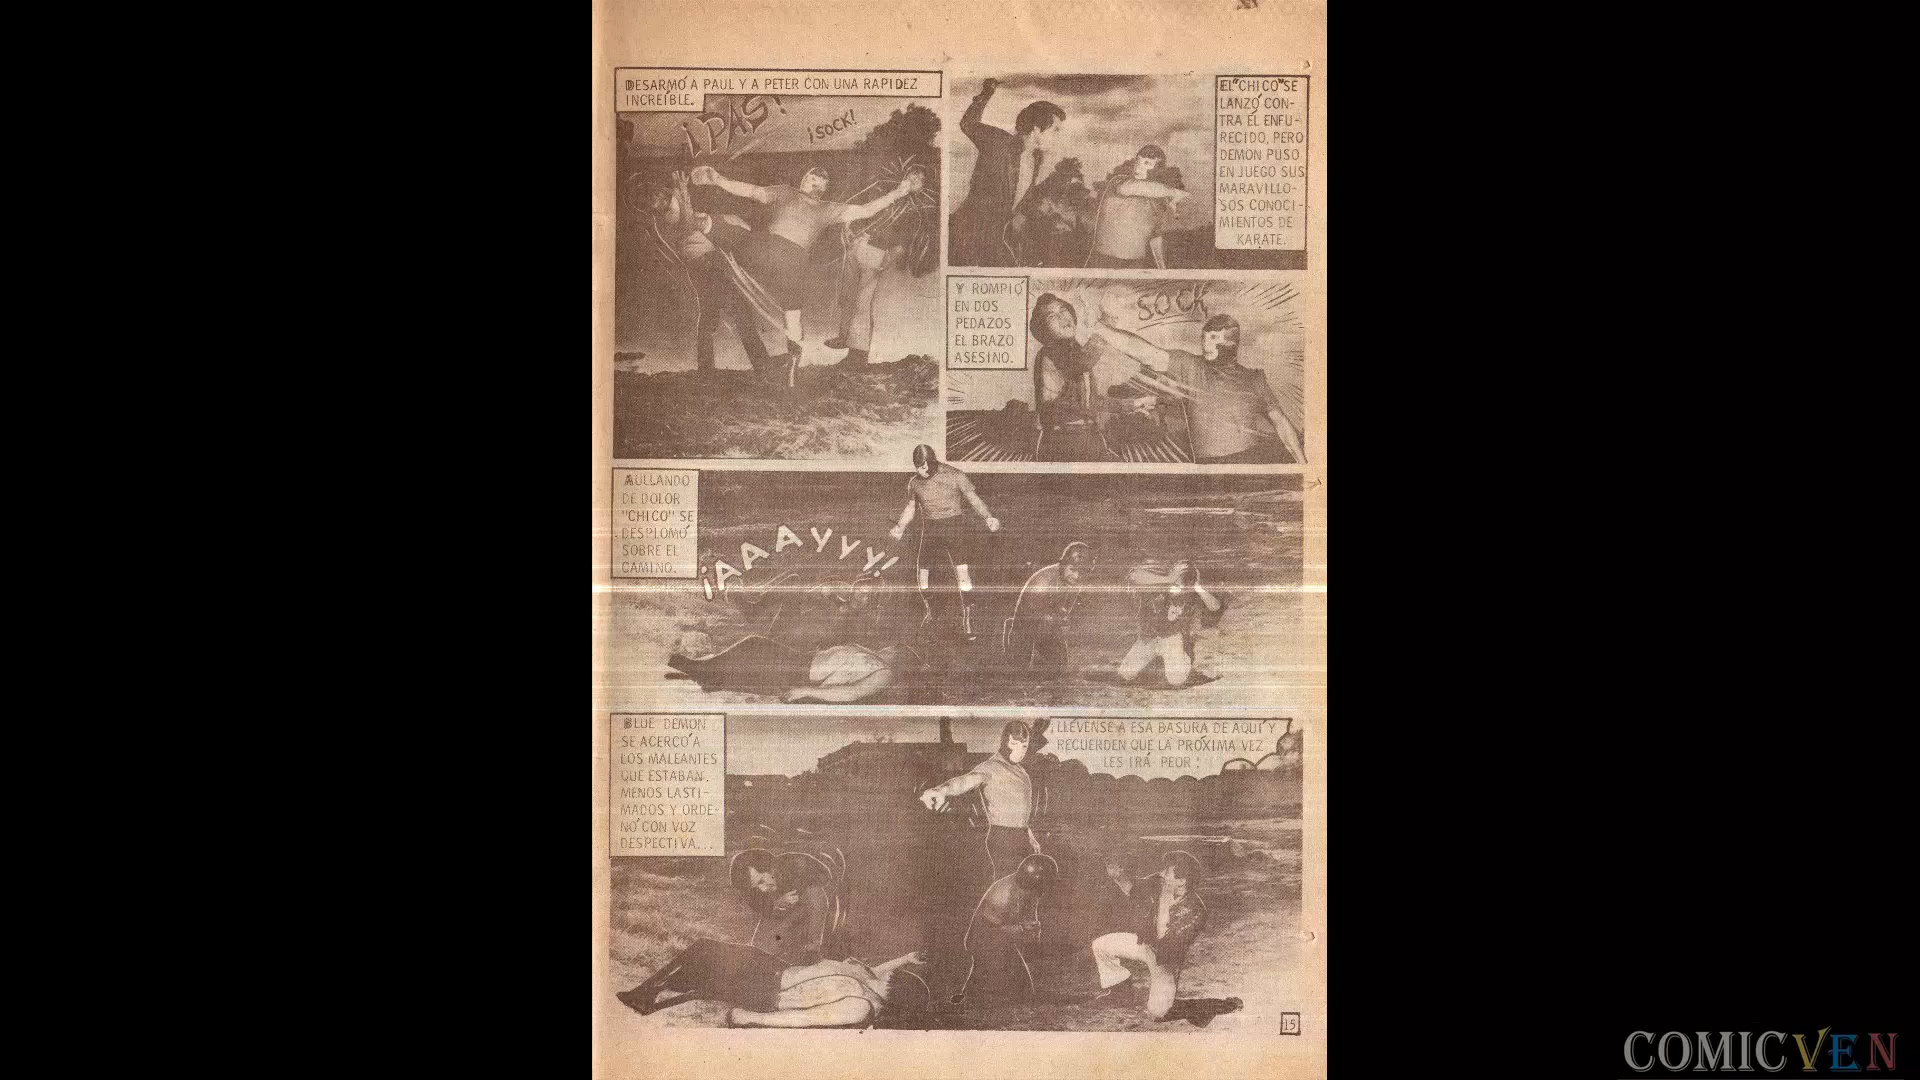 DESARMÓ A PAUL Y A PETER CON UNA RAPIDEZ
INCREÍBLE.
¡PAS!
¡SOCK!
EL "CHICO" SE
LANZÓ CON-
TRA ÉL ENFU-
RECIDO, PERO
DEMON PUSO
EN JUEGO SUS
MARAVILLO-
SOS CONOCI-
MIENTOS DE
KARATE.
Y ROMPIÓ
EN DOS
PEDAZOS
EL BRAZO
ASESINO.
SOCK
AULLANDO
DE DOLOR
"CHICO" SE
DESPLOMÓ
SOBRE EL
CAMINO.
¡AAAYYY!
BLUE DEMON
SE ACERCÓ A
LOS MALEANTES
QUE ESTABAN,
MENOS LASTI-
MADOS Y ORDE-
NÓ CON VOZ
DESPECTIVA...
¡LLÉVENSE A ESA BASURA DE AQUÍ Y
RECUERDEN QUE LA PRÓXIMA VEZ
LES IRÁ PEOR!
15
COMICVEN